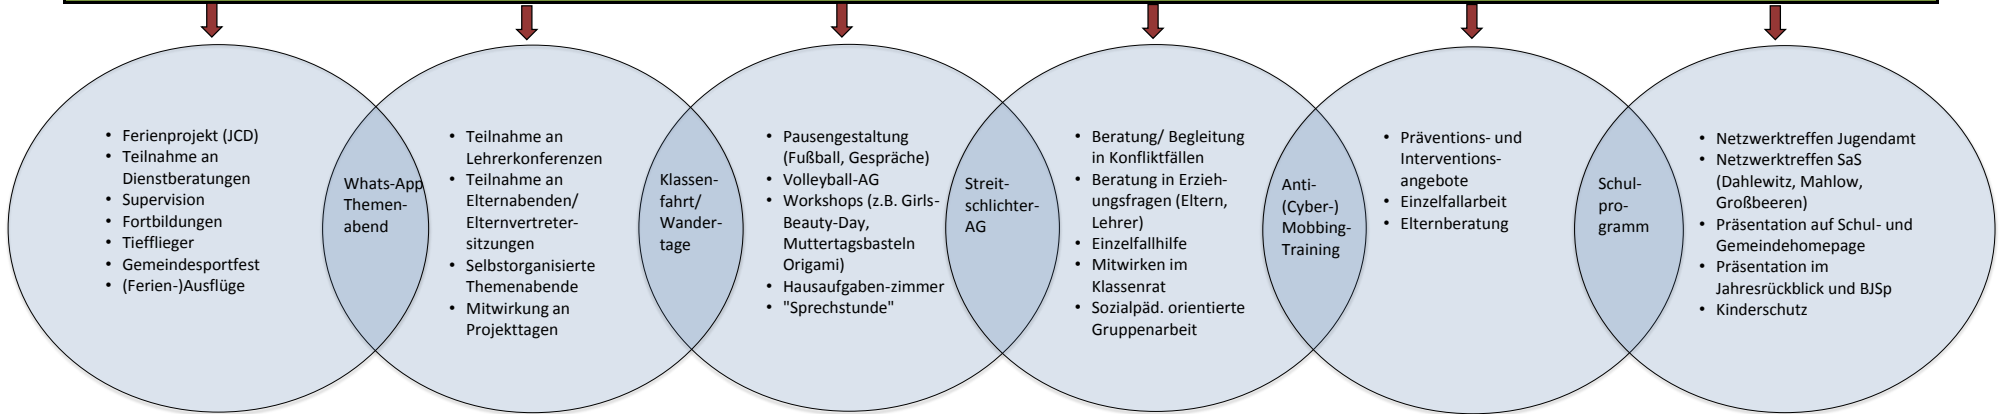 • Ferienprojekt (JCD)
• Teilnahme an
Dienstberatungen
• Supervision
• Fortbildungen
• Tiefflieger
• Gemeindesportfest
• (Ferien-)Ausflüge
Whats-App
Themen-
abend
• Teilnahme an
Lehrerkonferenzen
• Teilnahme an
Elternabenden/
Elternvertreter-
sitzungen
• Selbstorganisierte
Themenabende
• Mitwirkung an
Projekttagen
Klassen-
fahrt/
Wander-
tage
• Pausengestaltung
(Fußball, Gespräche)
• Volleyball-AG
• Workshops (z.B. Girls-
Beauty-Day,
Muttertagsbasteln
Origami)
• Hausaufgaben-zimmer
• "Sprechstunde"
Streit-
schlichter-
AG
• Beratung/ Begleitung
in Konfliktfällen
• Beratung in Erzieh-
ungsfragen (Eltern,
Lehrer)
• Einzelfallhilfe
• Mitwirken im
Klassenrat
• Sozialpäd. orientierte
Gruppenarbeit
Anti-
(Cyber-)
Mobbing-
Training
• Präventions- und
Interventions-
angebote
• Einzelfallarbeit
• Elternberatung
Schul-
pro-
gramm
• Netzwerktreffen Jugendamt
• Netzwerktreffen SaS
(Dahlewitz, Mahlow,
Großbeeren)
• Präsentation auf Schul- und
Gemeindehomepage
• Präsentation im
Jahresrückblick und BJSp
• Kinderschutz